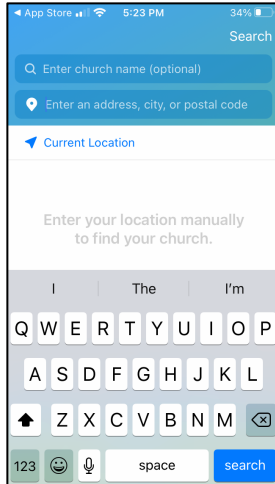 ◀ App Store 5:23 PM 34%
Search
Enter church name (optional)
Enter an address, city, or postal code
Current Location
Enter your location manually
to find your church.
I The I'm
Q W E R T Y U I O P
A S D F G H J K L
Z X C V B N M
123 space search